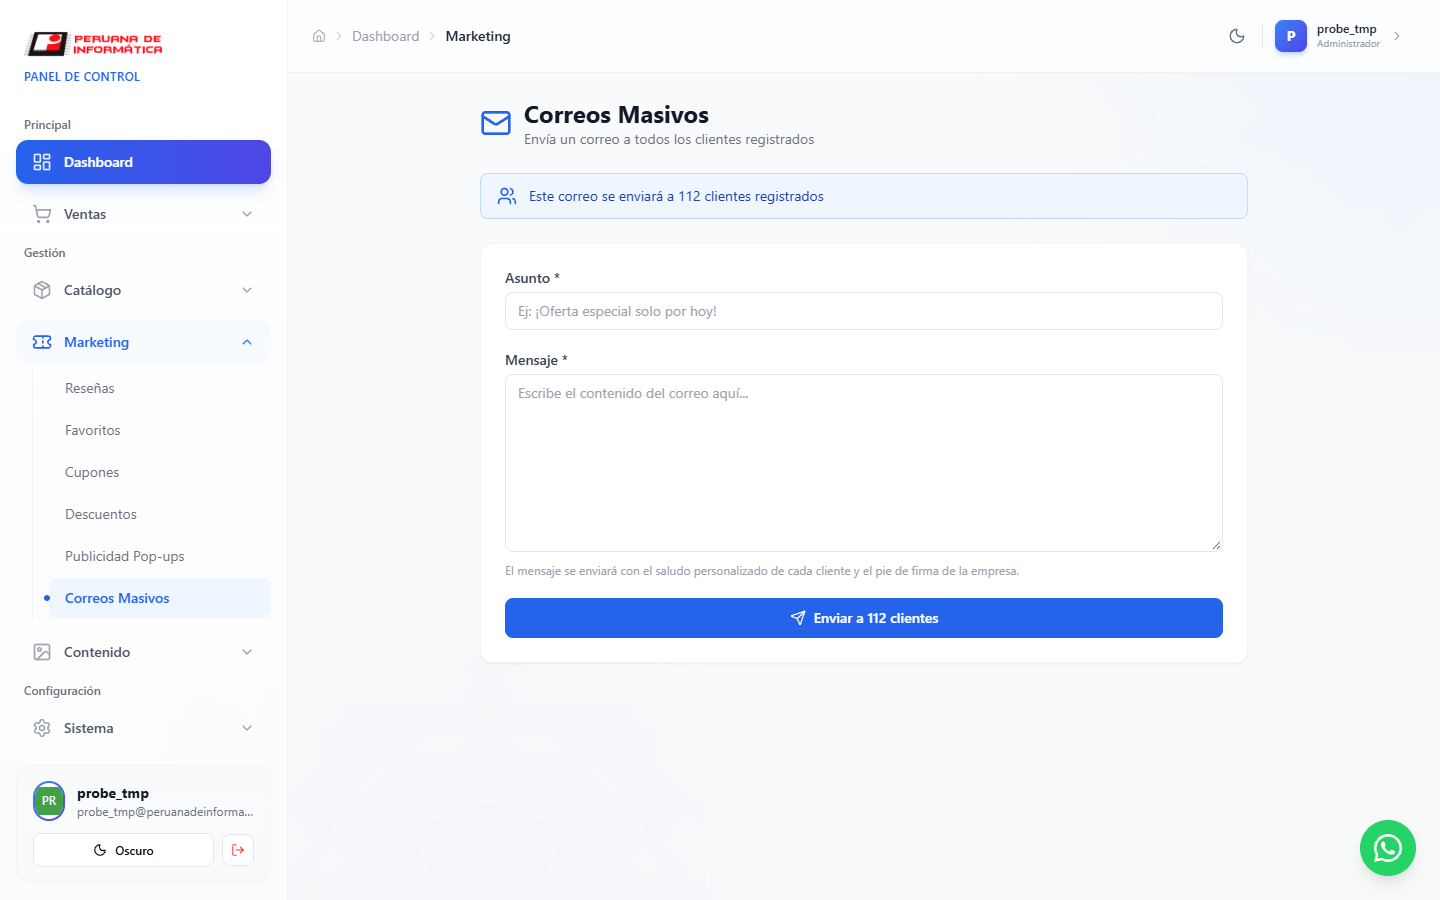 PERUANA DE
INFORMÁTICA
PANEL DE CONTROL
Principal
Dashboard
Ventas
Gestión
Catálogo
Marketing
Reseñas
Favoritos
Cupones
Descuentos
Publicidad Pop-ups
Correos Masivos
Contenido
Configuración
Sistema
PR
probe_tmp
probe_tmp@peruanadeinforma...
Oscuro
Dashboard
Marketing
P
probe_tmp
Administrador
Correos Masivos
Envía un correo a todos los clientes registrados
Este correo se enviará a 112 clientes registrados
Asunto *
Ej: ¡Oferta especial solo por hoy!
Mensaje *
Escribe el contenido del correo aquí...
El mensaje se enviará con el saludo personalizado de cada cliente y el pie de firma de la empresa.
Enviar a 112 clientes